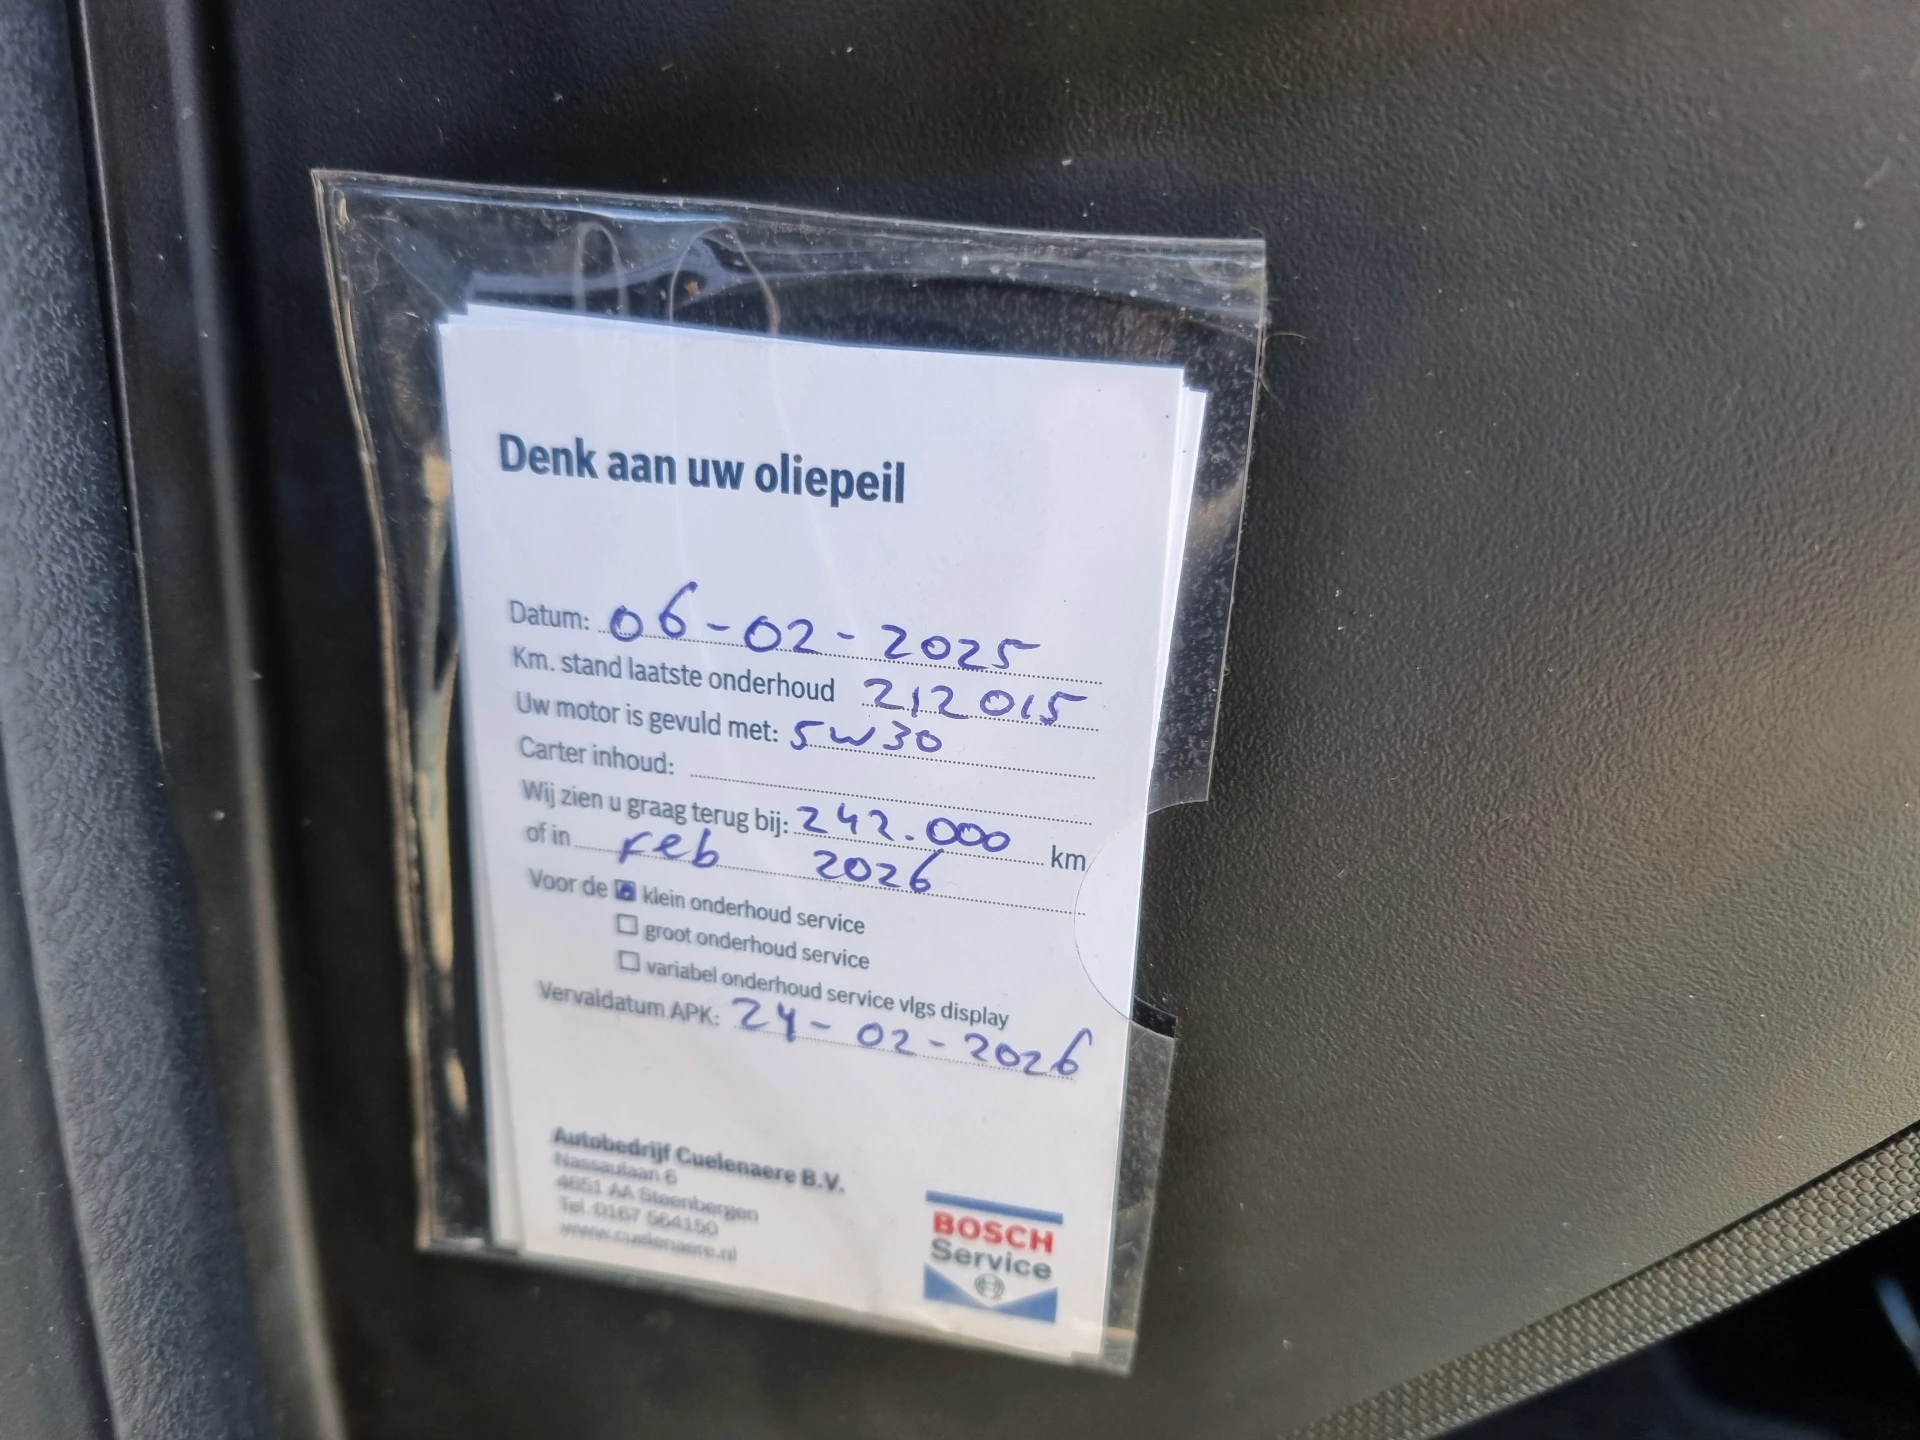 Denk aan uw oliepeil
Datum: 06-02-2025
Km. stand laatste onderhoud 212015
Uw motor is gevuld met: 5W30
Carter inhoud:
Wij zien u graag terug bij: 242.000 km
of in feb 2026
Voor de klein onderhoud service
groot onderhoud service
variabel onderhoud service vlgs display
Vervaldatum APK: 24-02-2026
Autobedrijf Cuelenaere B.V.
Nassaulaan 6
4651 AA Steenbergen
Tel. 0167 564150
www.cuelenaere.nl
BOSCH
Service